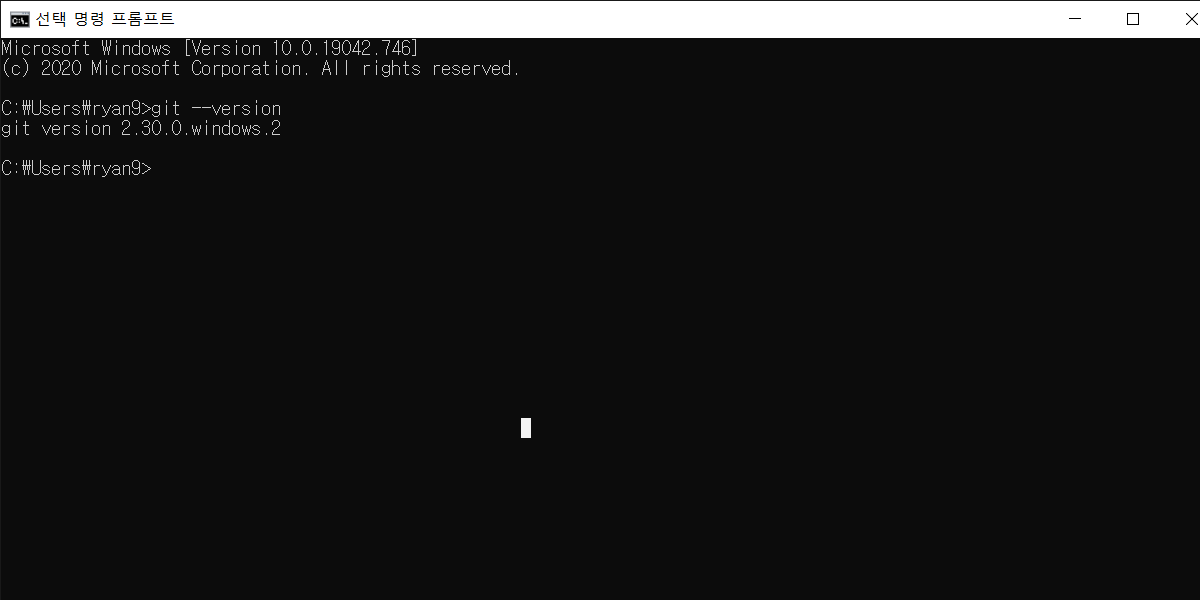 선택 명령 프롬프트
Microsoft Windows [Version 10.0.19042.746]
(c) 2020 Microsoft Corporation. All rights reserved.
C:₩Users₩ryan9>git --version
git version 2.30.0.windows.2
C:₩Users₩ryan9>